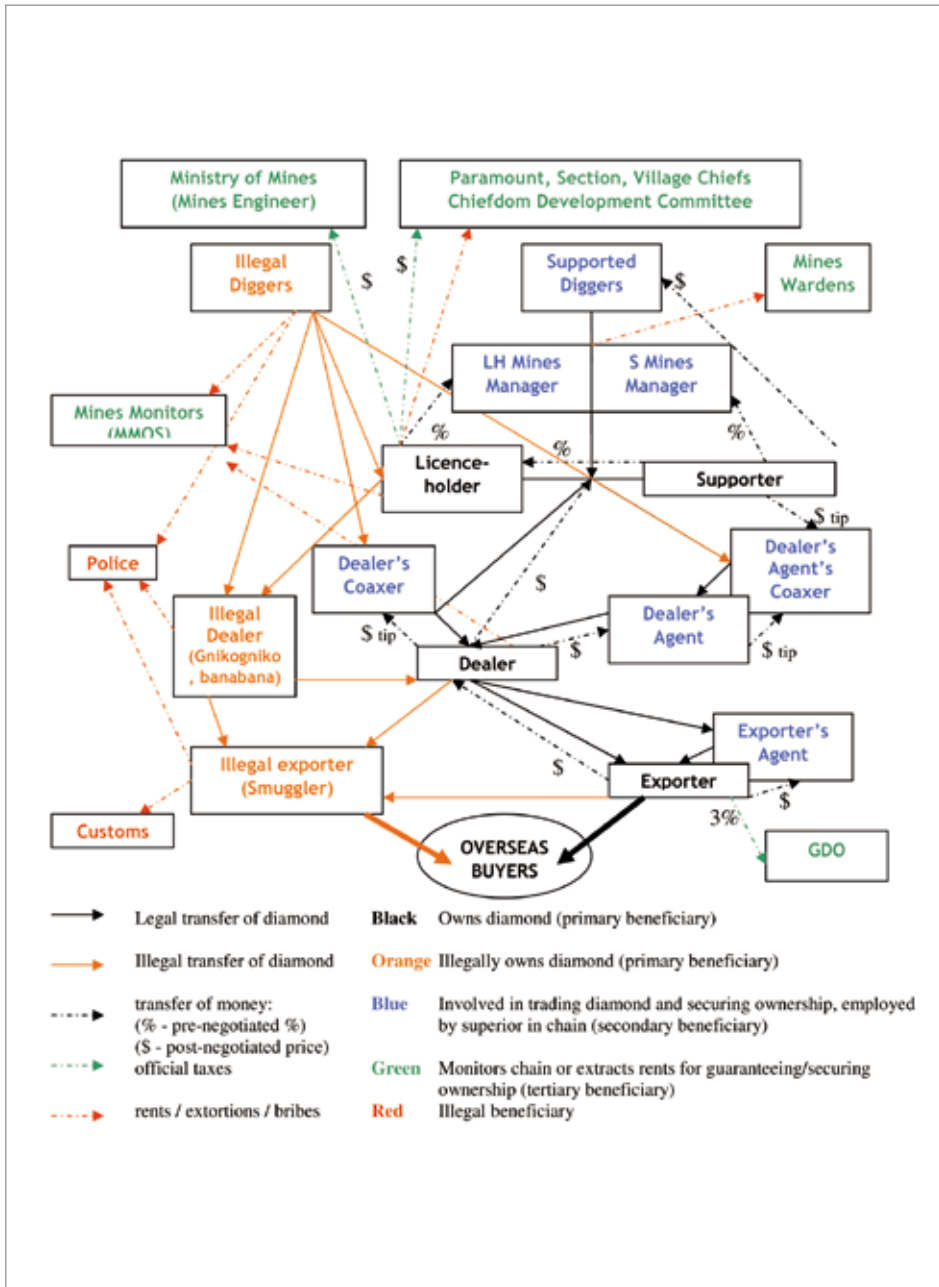 Ministry of Mines
(Mines Engineer)
Paramount, Section, Village Chiefs
Chiefdom Development Committee
Illegal
Diggers
$
$
Supported
Diggers
$
Mines
Wardens
LH Mines
Manager
S Mines
Manager
Mines Monitors
(MMOS)
%
%
%
Licence-
holder
Supporter
$ tip
Police
Dealer's
Coaxer
Dealer's
Agent's
Coaxer
$
Illegal
Dealer
(Gnikogniko
, banabana)
Dealer's
Agent
$ tip
$
$ tip
Dealer
Exporter's
Agent
Illegal exporter
(Smuggler)
$
Exporter
$
3%
Customs
OVERSEAS
BUYERS
GDO
Legal transfer of diamond
Black Owns diamond (primary beneficiary)
Illegal transfer of diamond
Orange Illegally owns diamond (primary beneficiary)
transfer of money:
(% - pre-negotiated %)
($ - post-negotiated price)
Blue Involved in trading diamond and securing ownership, employed
by superior in chain (secondary beneficiary)
official taxes
Green Monitors chain or extracts rents for guaranteeing/securing
ownership (tertiary beneficiary)
rents / extortions / bribes
Red Illegal beneficiary